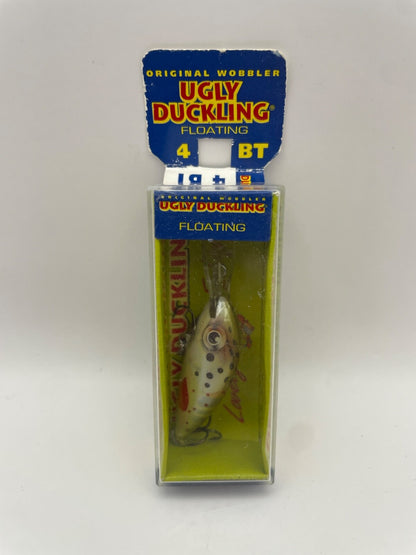 ORIGINAL WOBBLER
UGLY
DUCKLING®
FLOATING
4 BT
ORIGINAL WOBBLER
UGLY DUCKLING
FLOATING